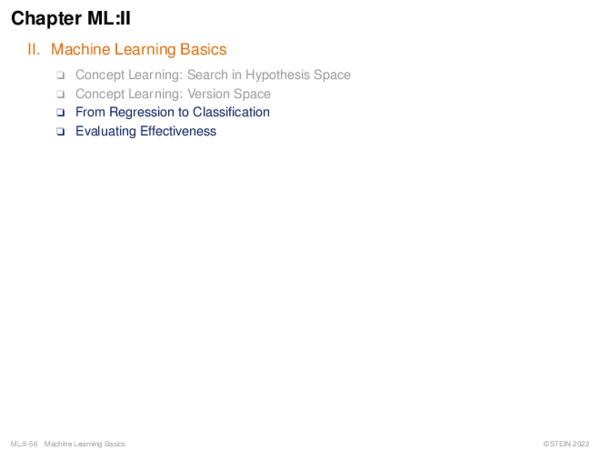 Chapter ML:II
II. Machine Learning Basics
❑ Concept Learning: Search in Hypothesis Space
❑ Concept Learning: Version Space
❑ From Regression to Classification
❑ Evaluating Effectiveness
ML:II-56 Machine Learning Basics ©STEIN 2022